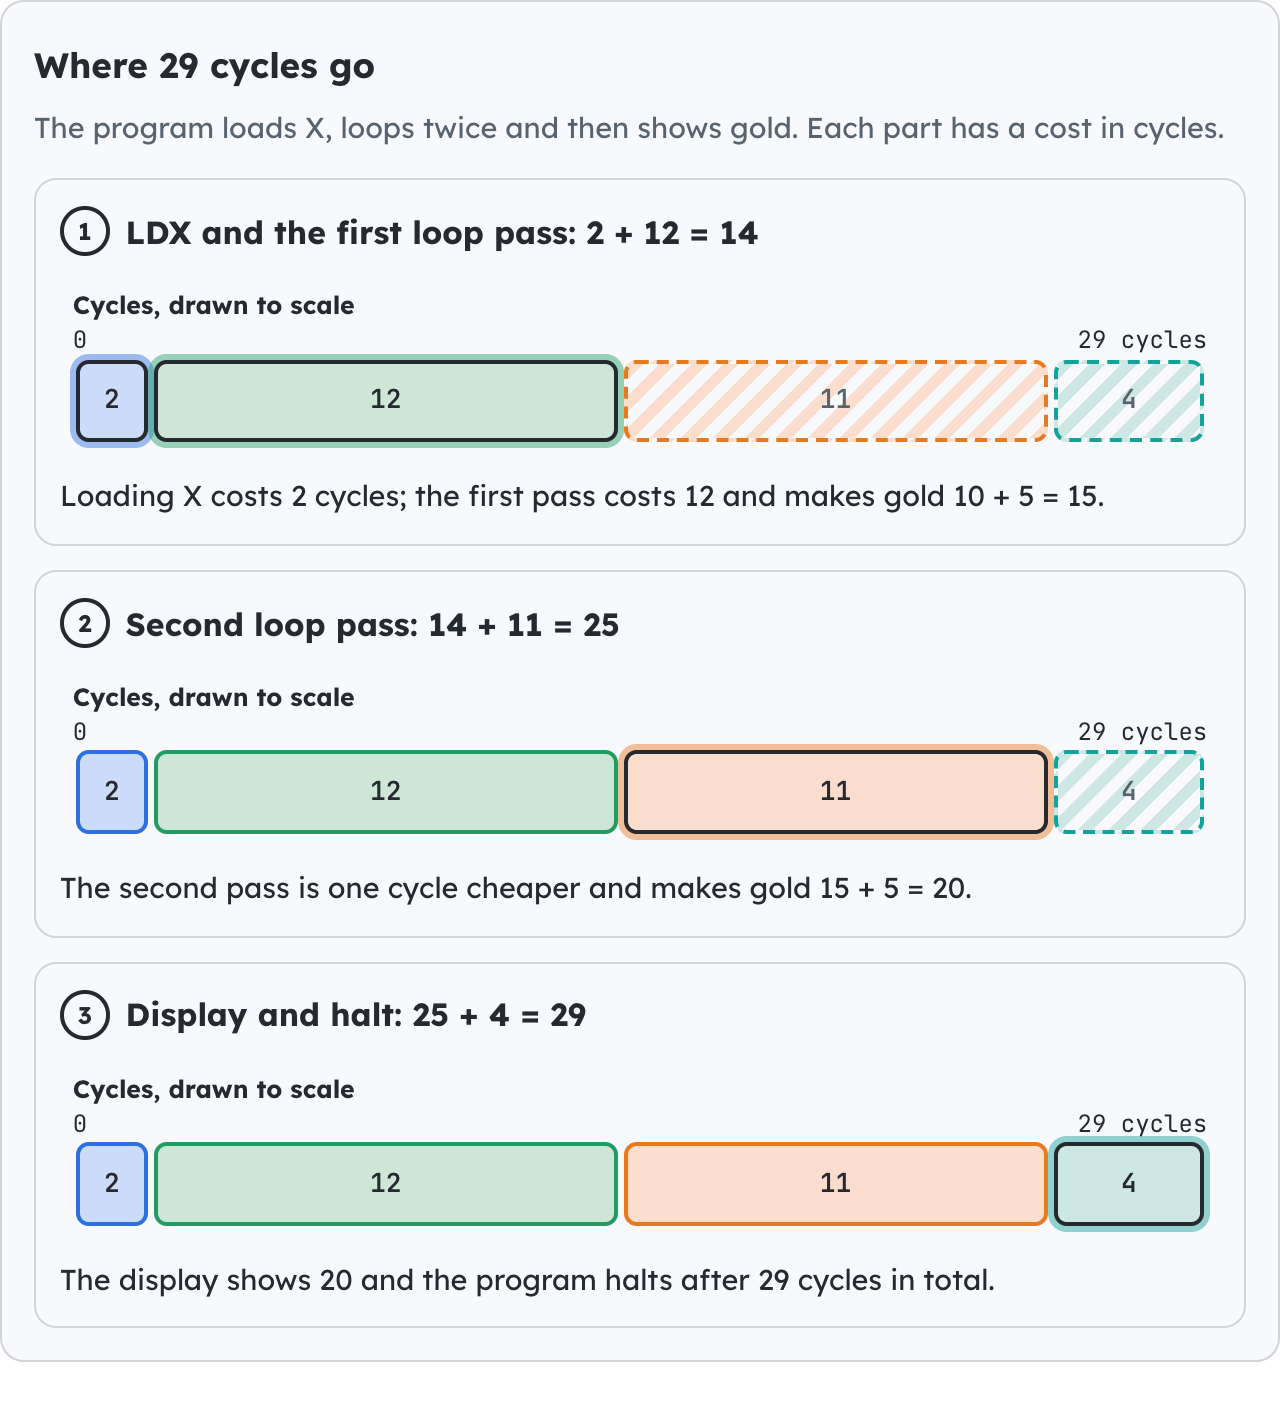 Where 29 cycles go
The program loads X, loops twice and then shows gold. Each part has a cost in cycles.
1 LDX and the first loop pass: 2 + 12 = 14
Cycles, drawn to scale
0 29 cycles
2 12 11 4
Loading X costs 2 cycles; the first pass costs 12 and makes gold 10 + 5 = 15.
2 Second loop pass: 14 + 11 = 25
Cycles, drawn to scale
0 29 cycles
2 12 11 4
The second pass is one cycle cheaper and makes gold 15 + 5 = 20.
3 Display and halt: 25 + 4 = 29
Cycles, drawn to scale
0 29 cycles
2 12 11 4
The display shows 20 and the program halts after 29 cycles in total.